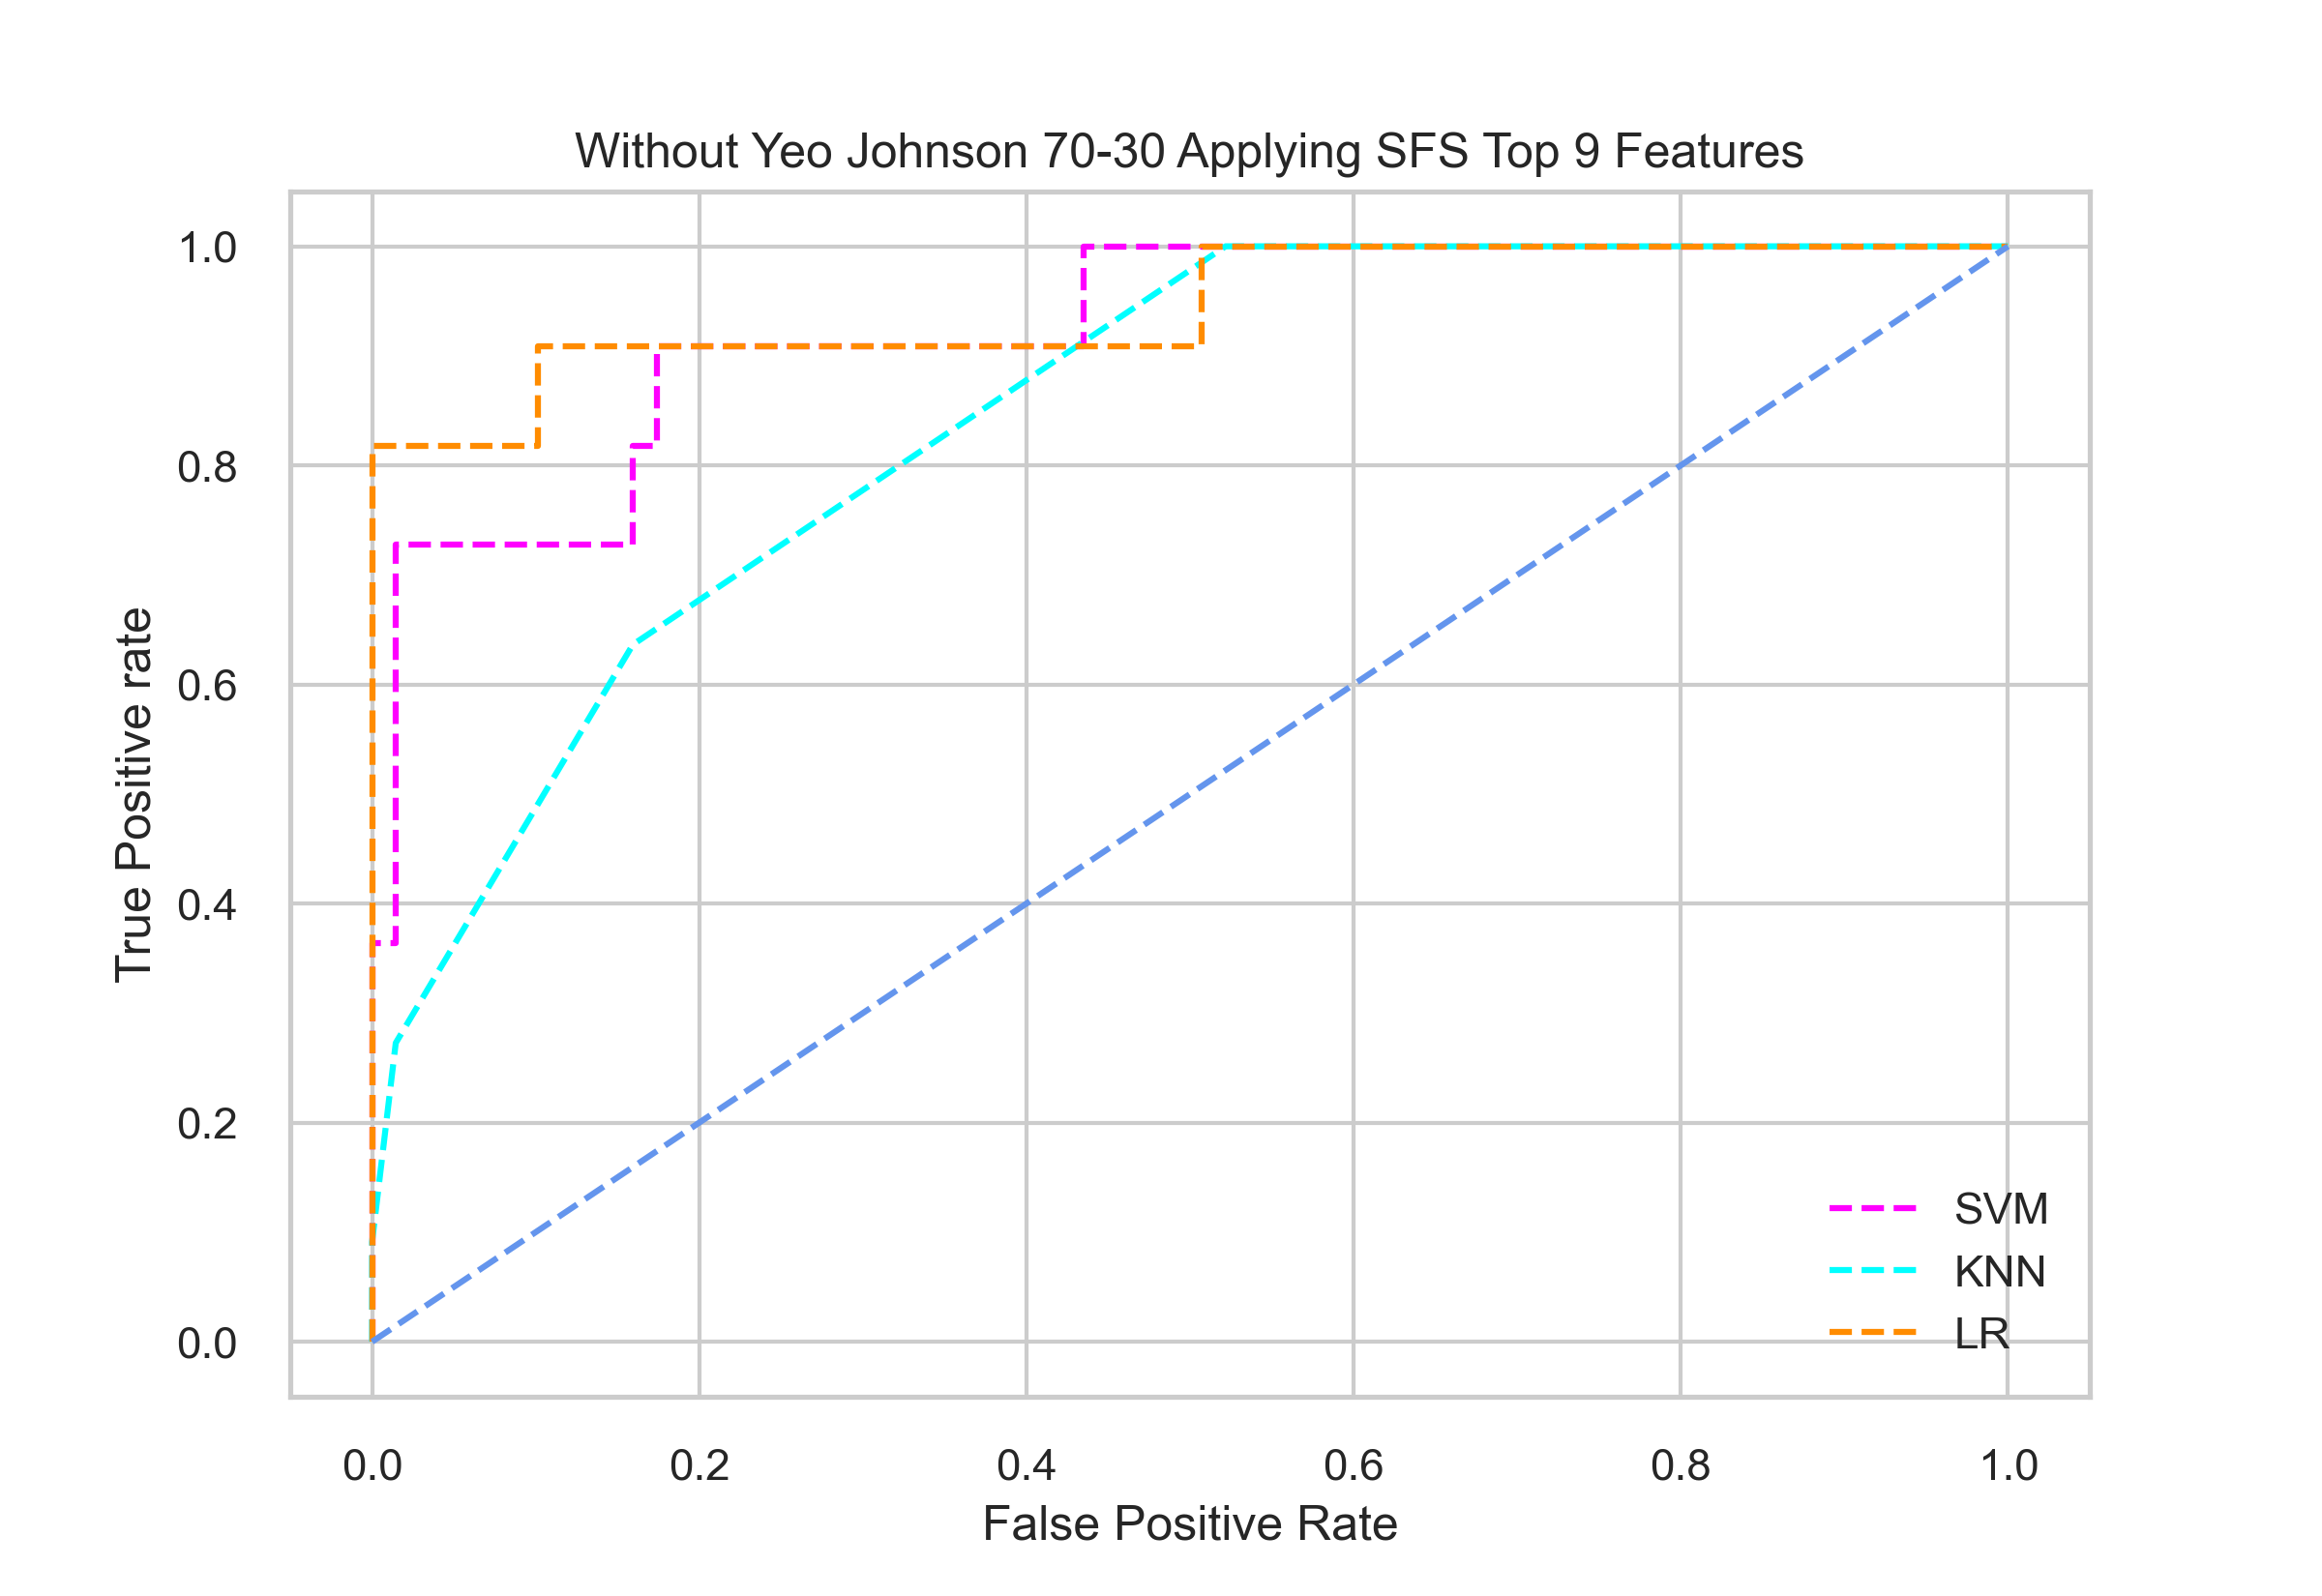 Without Yeo Johnson 70-30 Applying SFS Top 9 Features
1.0
0.8
0.6
0.4
0.2
0.0
True Positive rate
SVM
KNN
LR
0.0 0.2 0.4 0.6 0.8 1.0
False Positive Rate